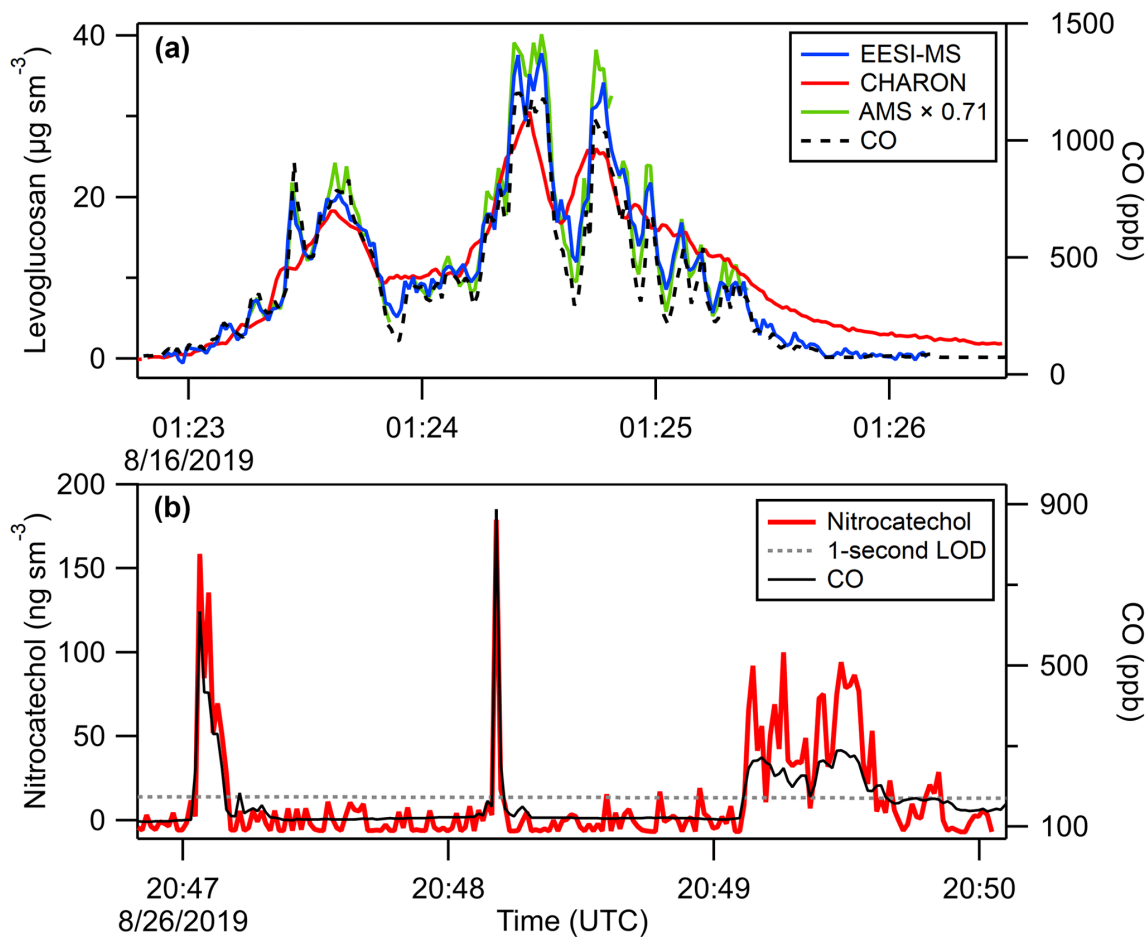 (a)
Levoglucosan (µg sm⁻³)
40
20
0
1500
1000
500
0
CO (ppb)
EESI-MS
CHARON
AMS × 0.71
CO
01:23
01:24
01:25
01:26
8/16/2019
(b)
Nitrocatechol (ng sm⁻³)
200
150
100
50
0
900
500
100
CO (ppb)
Nitrocatechol
1-second LOD
CO
20:47
20:48
20:49
20:50
8/26/2019
Time (UTC)